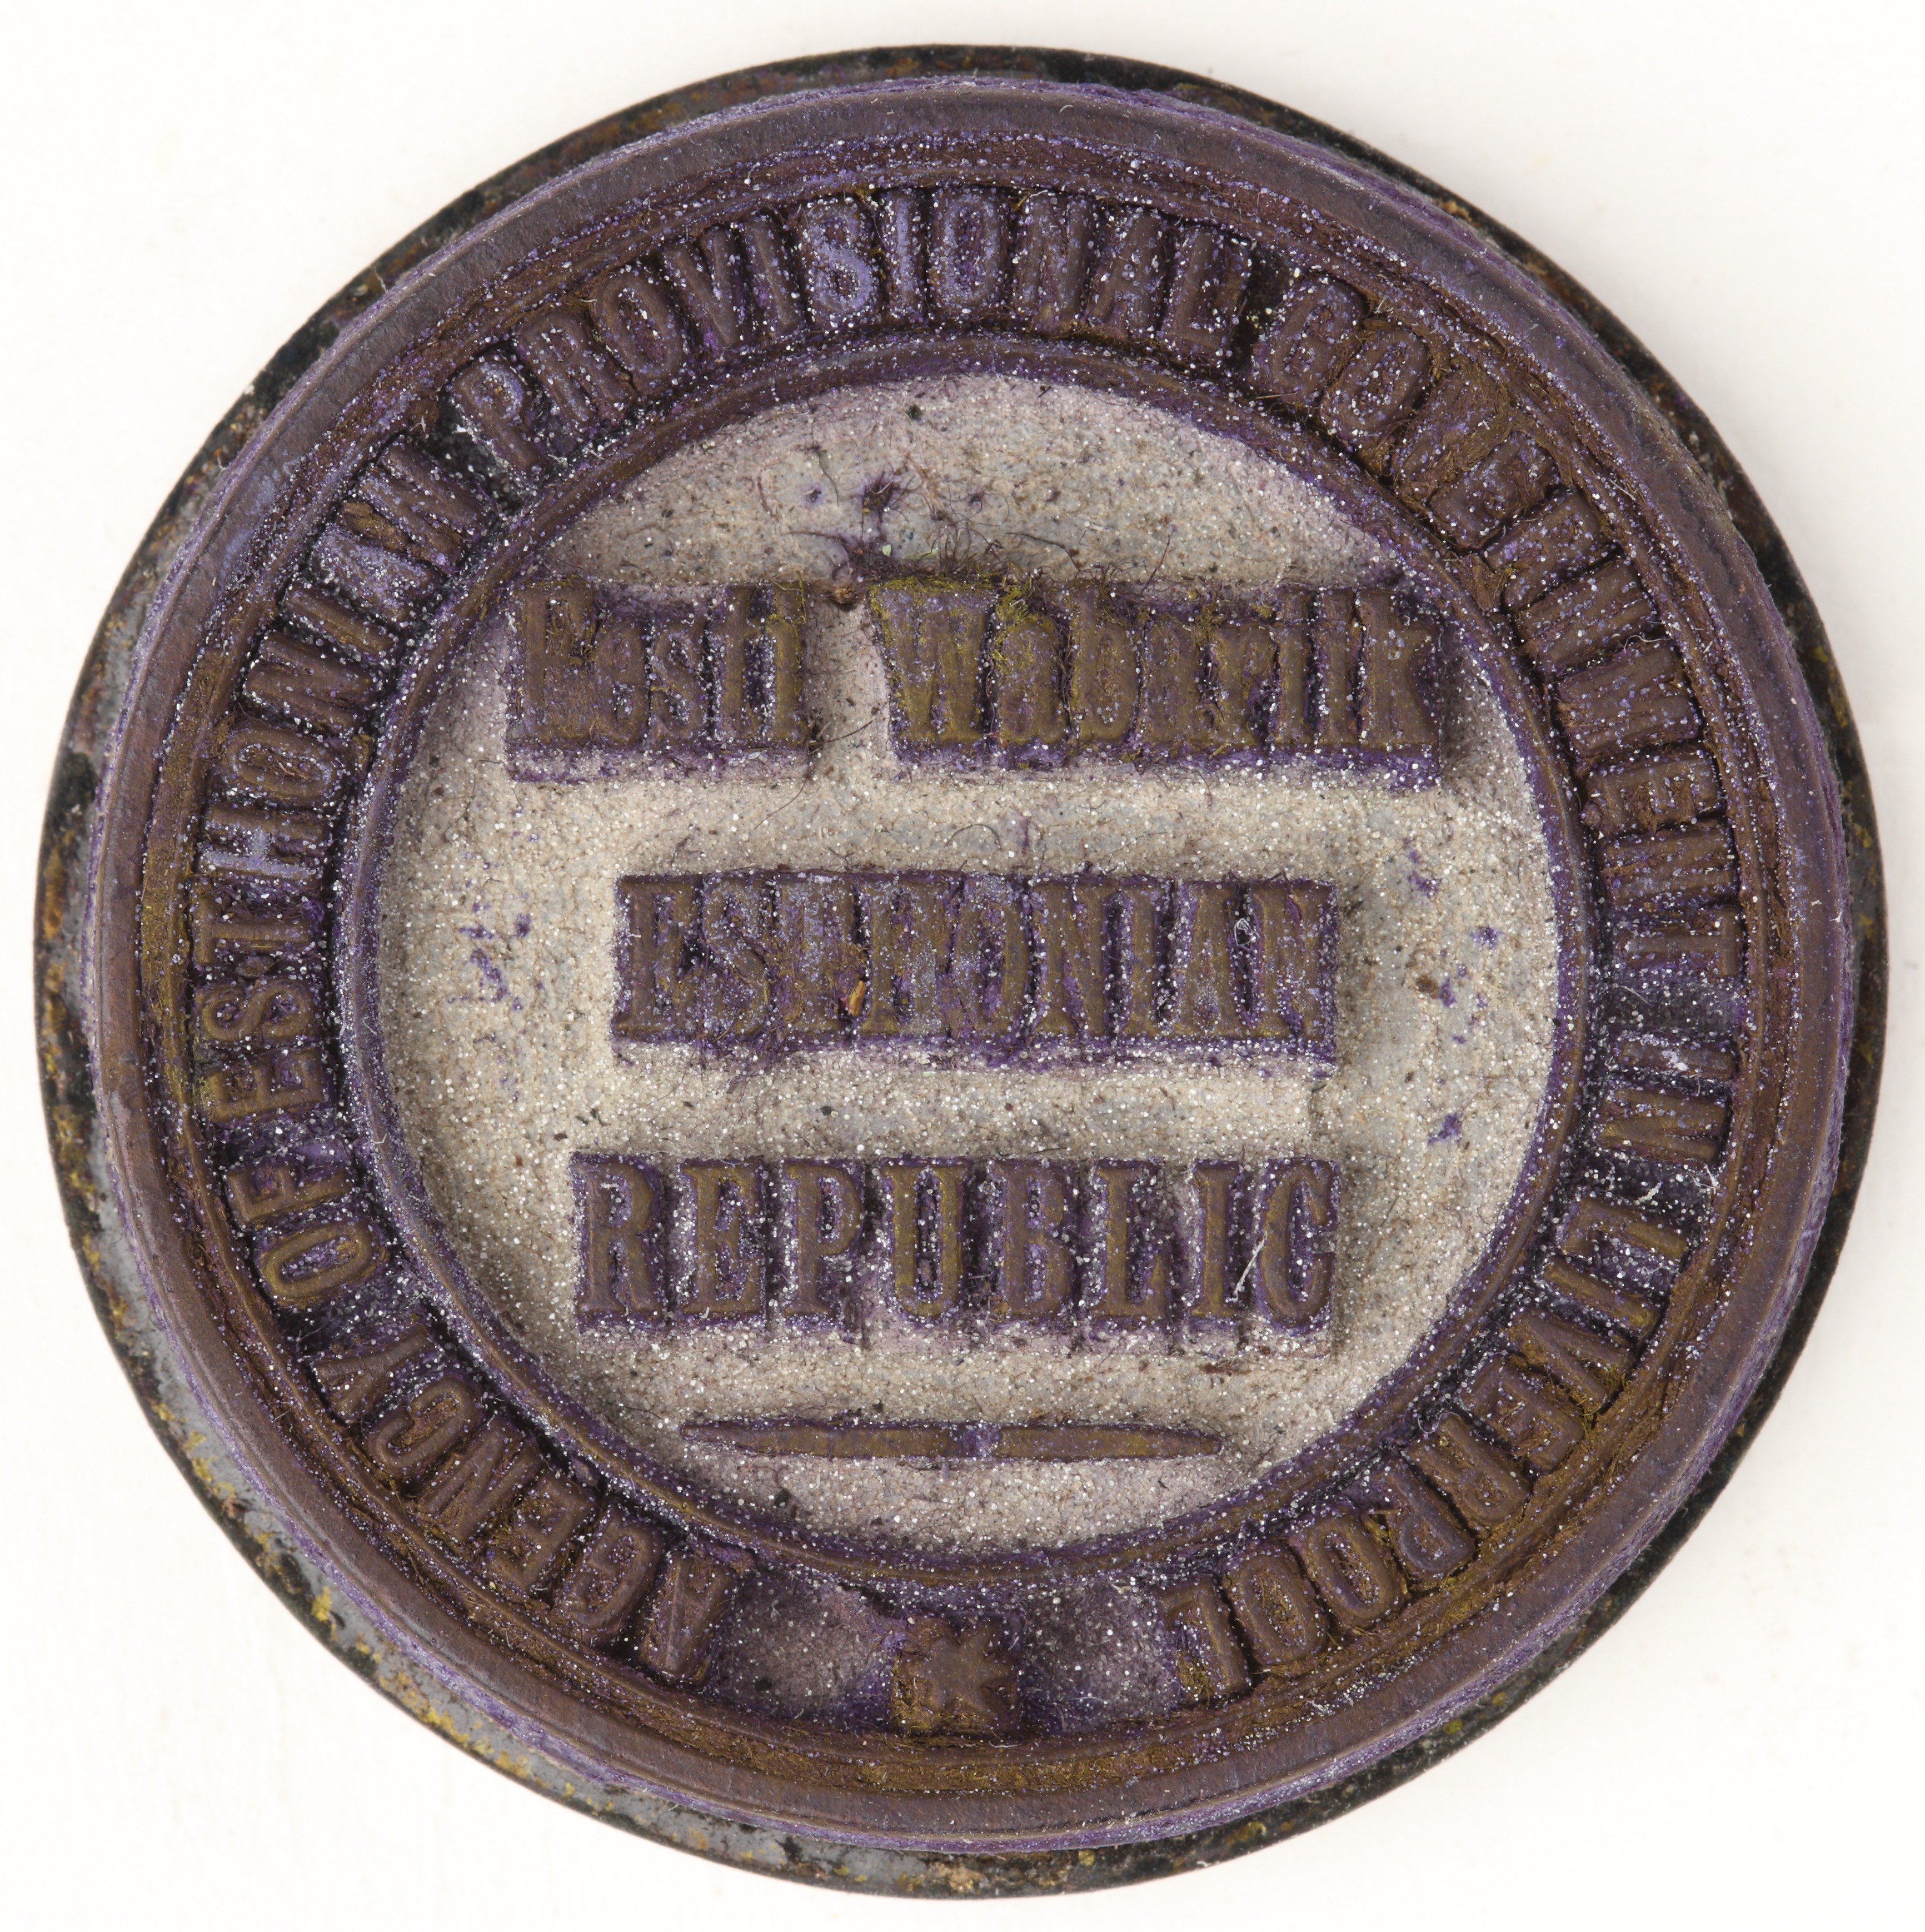 AGENCY OF ESTHONIAN PROVISIONAL GOVERNMENT IN LIVERPOOL
Eesti Wabariik
ESTHONIAN
REPUBLIC